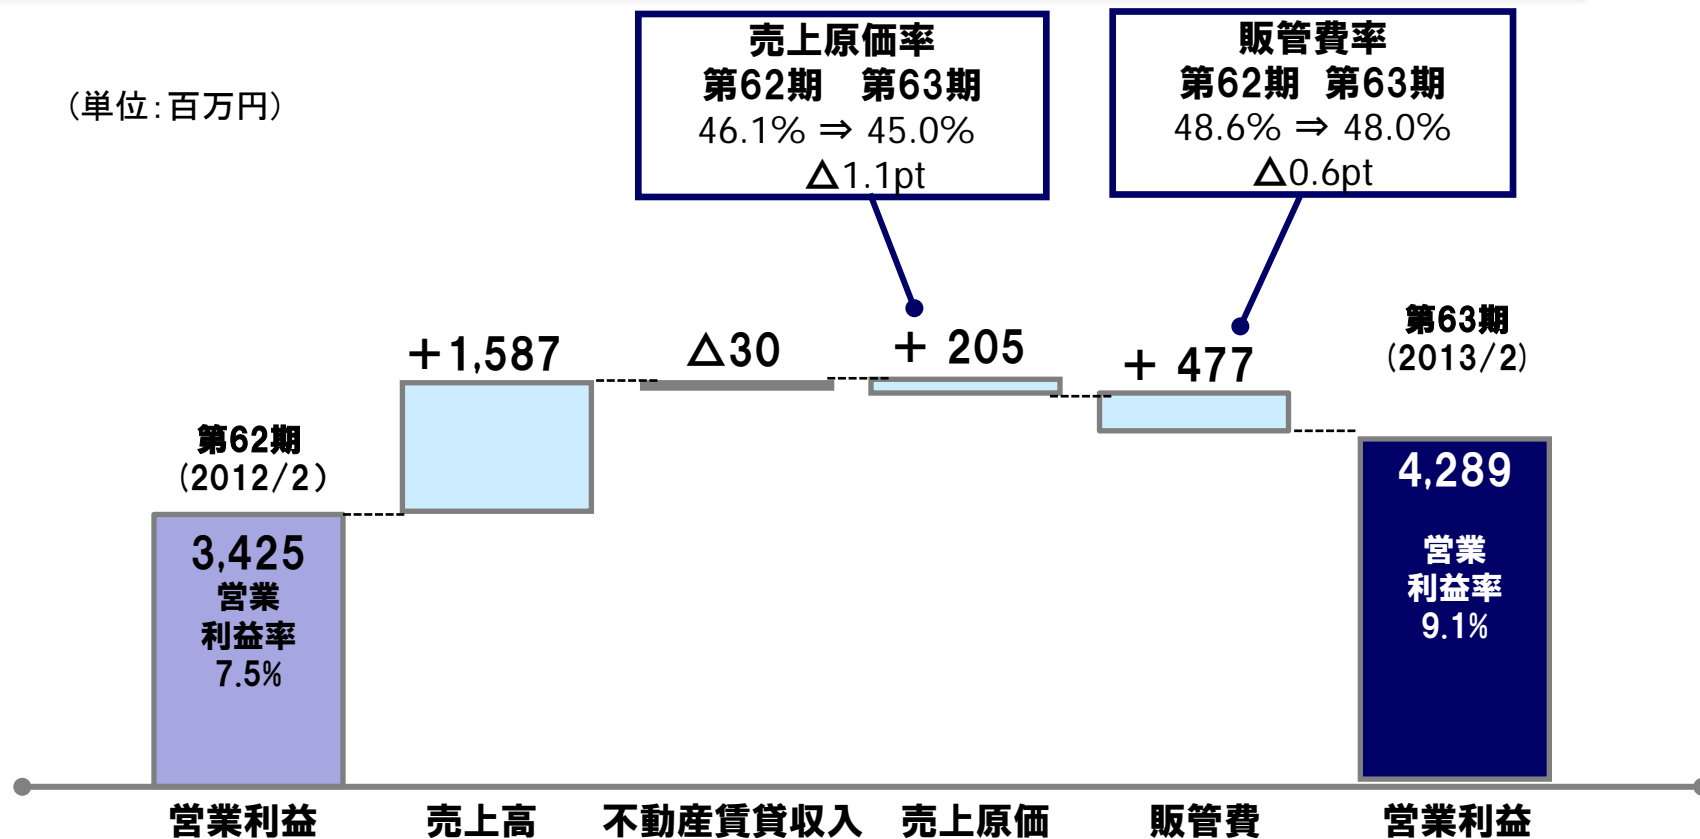 (単位:百万円)
売上原価率
第62期 第63期
46.1% ⇒ 45.0%
△1.1pt
販管費率
第62期 第63期
48.6% ⇒ 48.0%
△0.6pt
第62期
(2012/2)
3,425
営業
利益率
7.5%
+1,587
△30
+ 205
+ 477
第63期
(2013/2)
4,289
営業
利益率
9.1%
営業利益 売上高 不動産賃貸収入 売上原価 販管費 営業利益